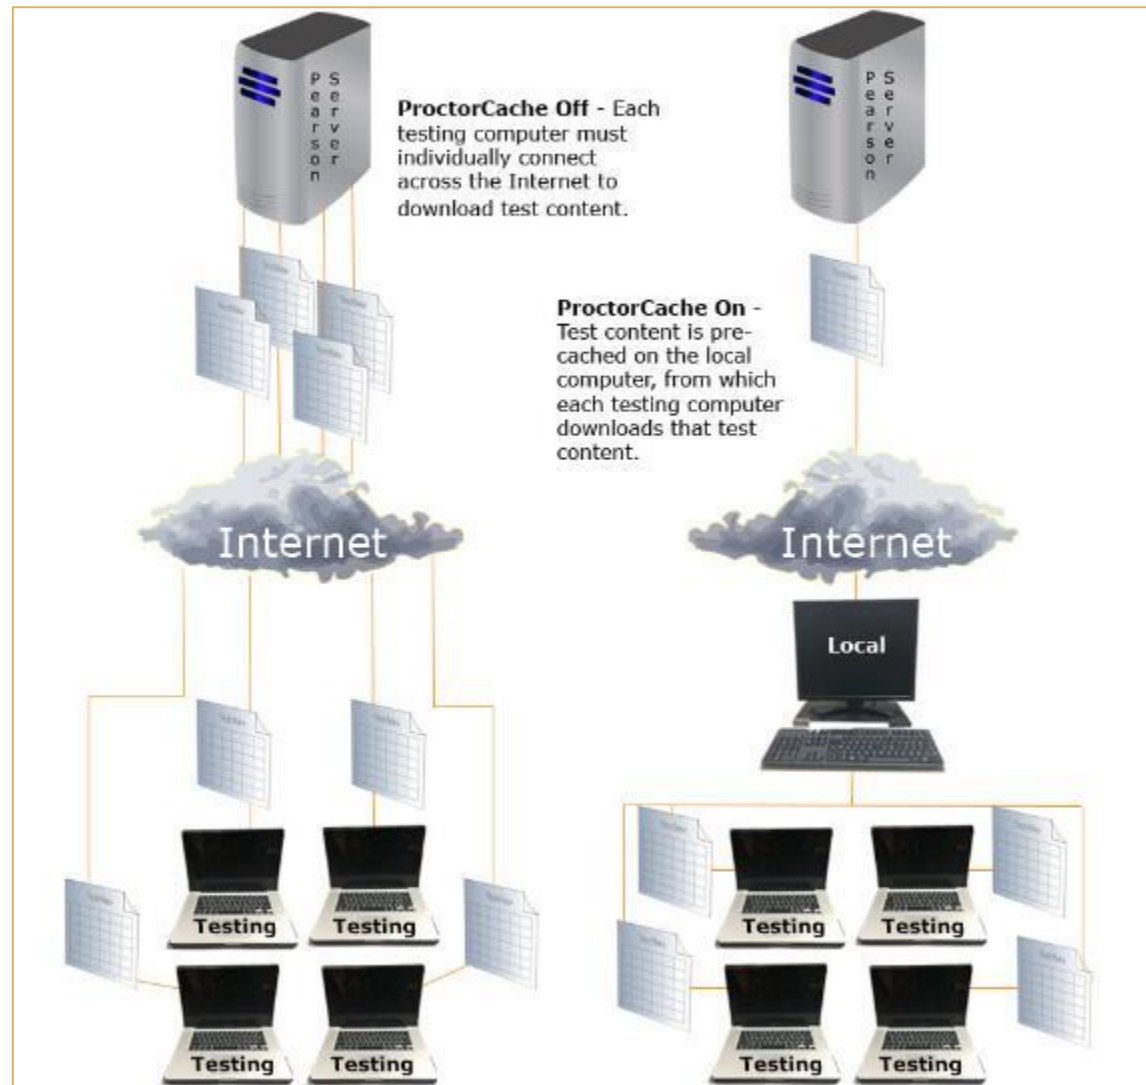 Pearson
Server
ProctorCache Off - Each
testing computer must
individually connect
across the Internet to
download test content.
Pearson
Server
ProctorCache On -
Test content is pre-
cached on the local
computer, from which
each testing computer
downloads that test
content.
Internet
Internet
Local
Testing
Testing
Testing
Testing
Testing
Testing
Testing
Testing